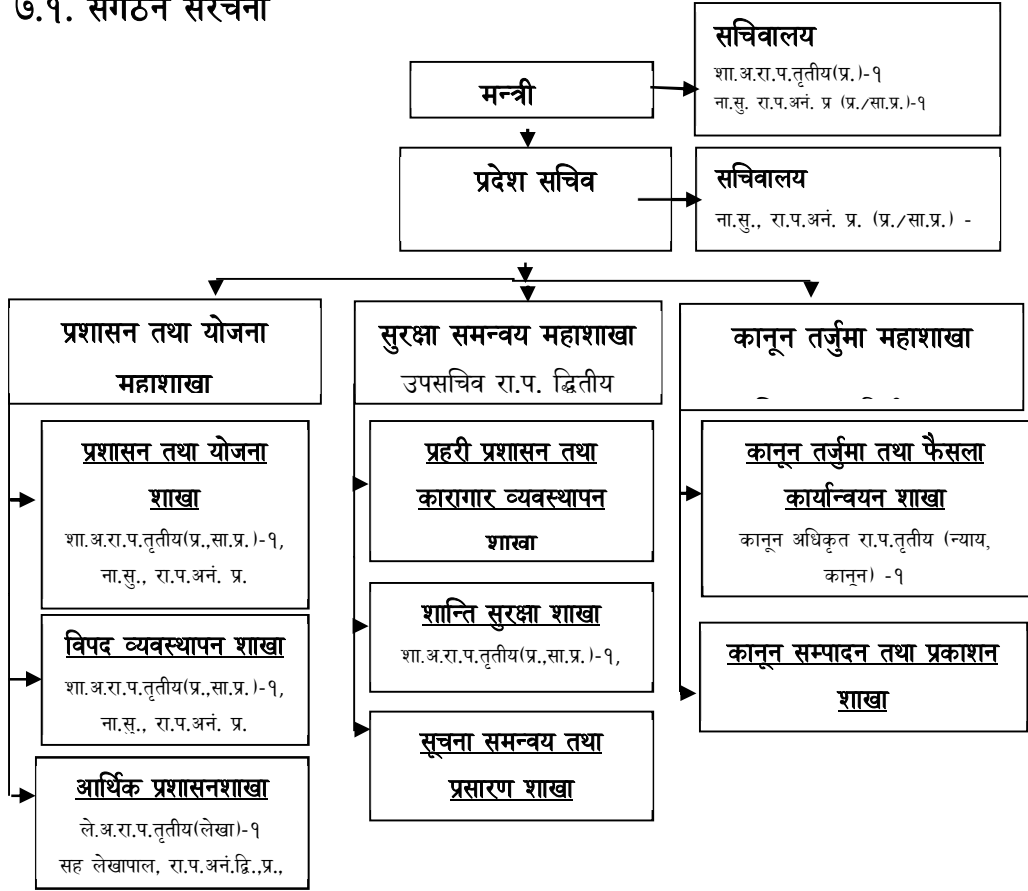 ७.१. संगठन संरचना
मन्त्री
सचिवालय
शा.अ.रा.प.तृतीय(प्र.)-१
ना.सु. रा.प.अनं. प्र (प्र./सा.प्र.)-१
प्रदेश सचिव
सचिवालय
ना.सु., रा.प.अनं. प्र. (प्र./सा.प्र.) -
प्रशासन तथा योजना
महाशाखा
प्रशासन तथा योजना
शाखा
शा.अ.रा.प.तृतीय(प्र.,सा.प्र.)-१,
ना.सु., रा.प.अनं. प्र.
विपद व्यवस्थापन शाखा
शा.अ.रा.प.तृतीय(प्र.,सा.प्र.)-१,
ना.सु., रा.प.अनं. प्र.
आर्थिक प्रशासनशाखा
ले.अ.रा.प.तृतीय(लेखा)-१
सह लेखापाल, रा.प.अनं.द्वि.,प्र.,
सुरक्षा समन्वय महाशाखा
उपसचिव रा.प. द्धितीय
प्रहरी प्रशासन तथा
कारागार व्यवस्थापन
शाखा
शान्ति सुरक्षा शाखा
शा.अ.रा.प.तृतीय(प्र.,सा.प्र.)-१,
सूचना समन्वय तथा
प्रसारण शाखा
कानून तर्जुमा महाशाखा
कानून तर्जुमा तथा फैसला
कार्यान्वयन शाखा
कानून अधिकृत रा.प.तृतीय (न्याय,
कानून) -१
कानून सम्पादन तथा प्रकाशन
शाखा